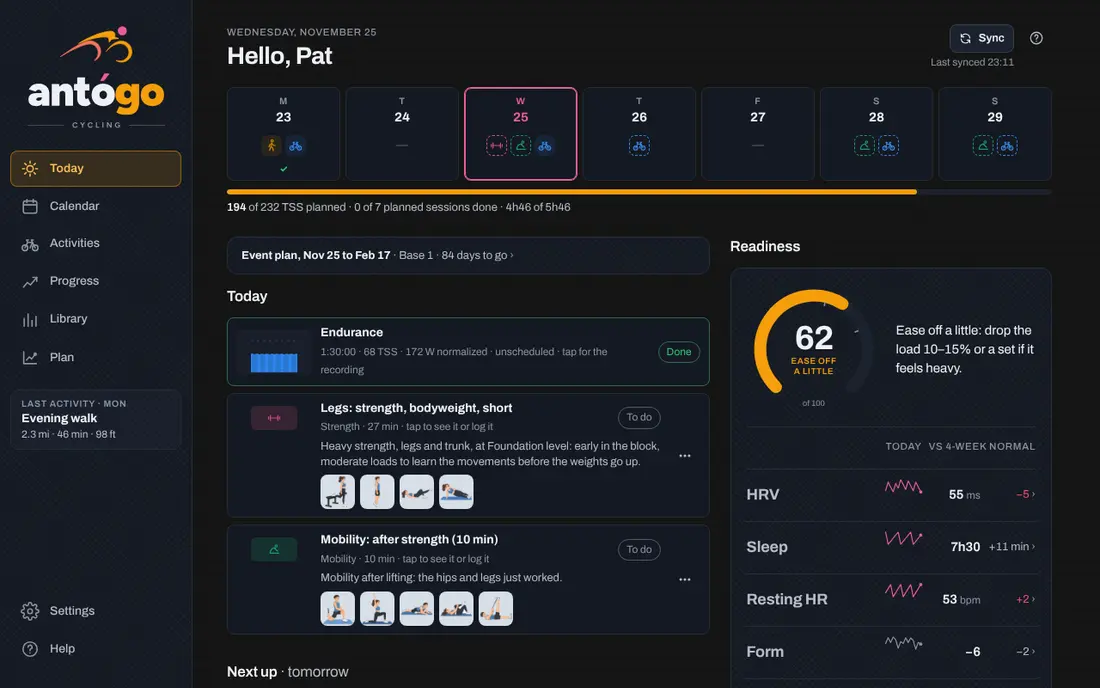 antógo
CYCLING
Today
Calendar
Activities
Progress
Library
Plan
LAST ACTIVITY · MON
Evening walk
2.3 mi · 46 min · 98 ft
Settings
Help
WEDNESDAY, NOVEMBER 25
Hello, Pat
Sync
Last synced 23:11
M
23
T
24
—
W
25
T
26
F
27
—
S
28
S
29
194 of 232 TSS planned · 0 of 7 planned sessions done · 4h46 of 5h46
Event plan, Nov 25 to Feb 17 · Base 1 · 84 days to go ›
Today
Endurance
1:30:00 · 68 TSS · 172 W normalized · unscheduled · tap for the
recording
Done
Legs: strength, bodyweight, short
Strength · 27 min · tap to see it or log it
To do
Heavy strength, legs and trunk, at Foundation level: early in the block,
moderate loads to learn the movements before the weights go up.
Mobility: after strength (10 min)
Mobility · 10 min · tap to see it or log it
To do
Mobility after lifting: the hips and legs just worked.
Next up · tomorrow
Readiness
62
EASE OFF
A LITTLE
of 100
Ease off a little: drop the
load 10–15% or a set if it
feels heavy.
TODAY VS 4-WEEK NORMAL
HRV 55 ms −5 ›
Sleep 7h30 +11 min ›
Resting HR 53 bpm +2 ›
Form −6 −2 ›